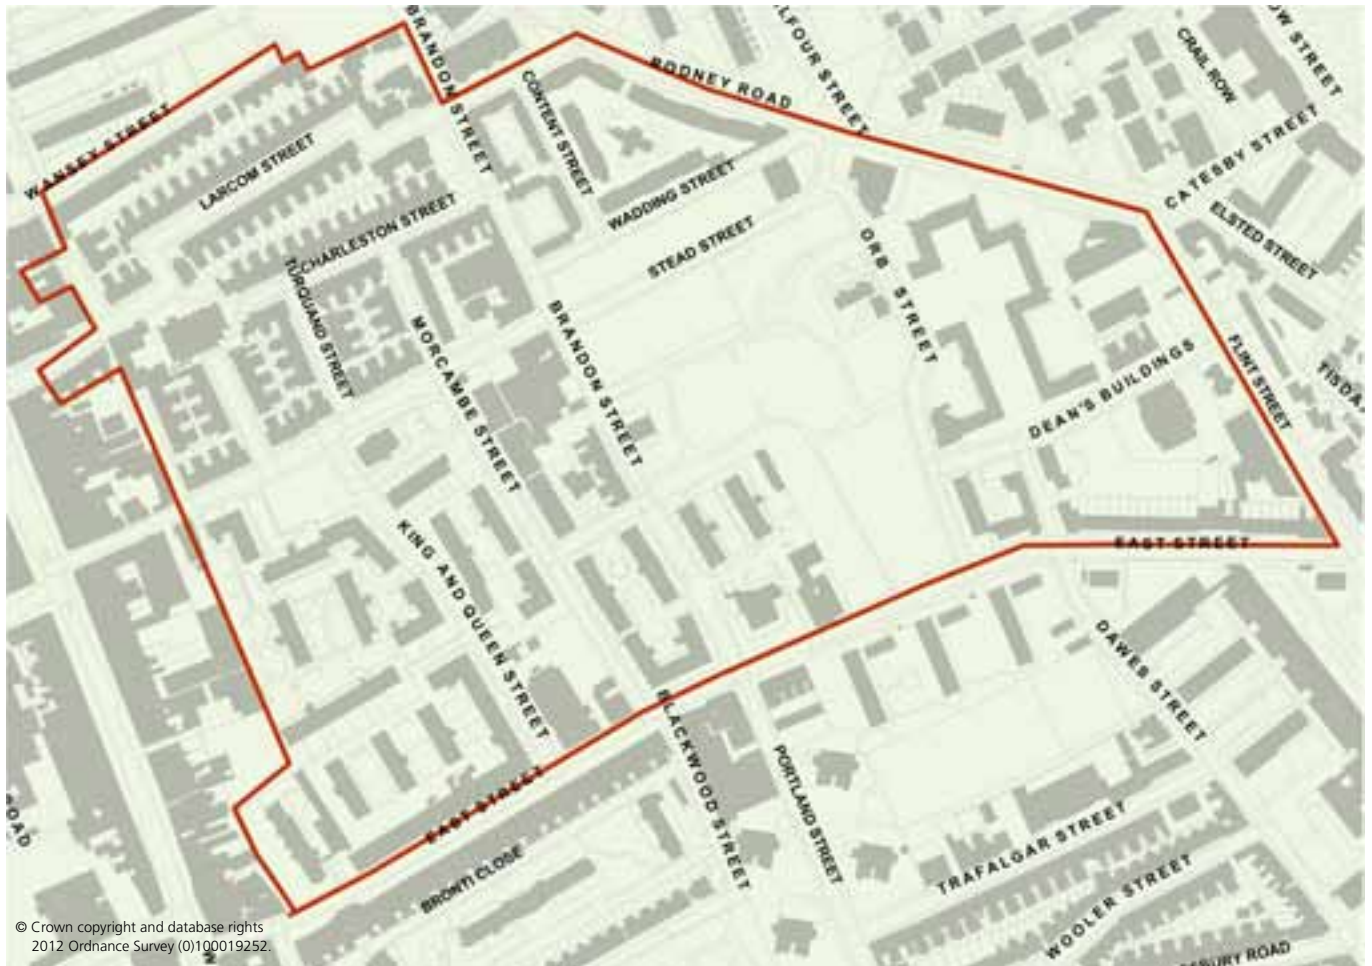 BRANDON STREET
RODNEY ROAD
CRAIL ROW
CATESBY STREET
ELSTED STREET
WANSEY STREET
LARCOM STREET
CONTENT STREET
WADDING STREET
STEAD STREET
CHARLESTON STREET
TURQUAND STREET
MORCAMBE STREET
BRANDON STREET
ORB STREET
DEAN'S BUILDINGS
FLINT STREET
EAST STREET
KING AND QUEEN STREET
EAST STREET
BLACKWOOD STREET
PORTLAND STREET
DAWES STREET
BRONTI CLOSE
TRAFALGAR STREET
WOOLER STREET
© Crown copyright and database rights
2012 Ordnance Survey (0)100019252.